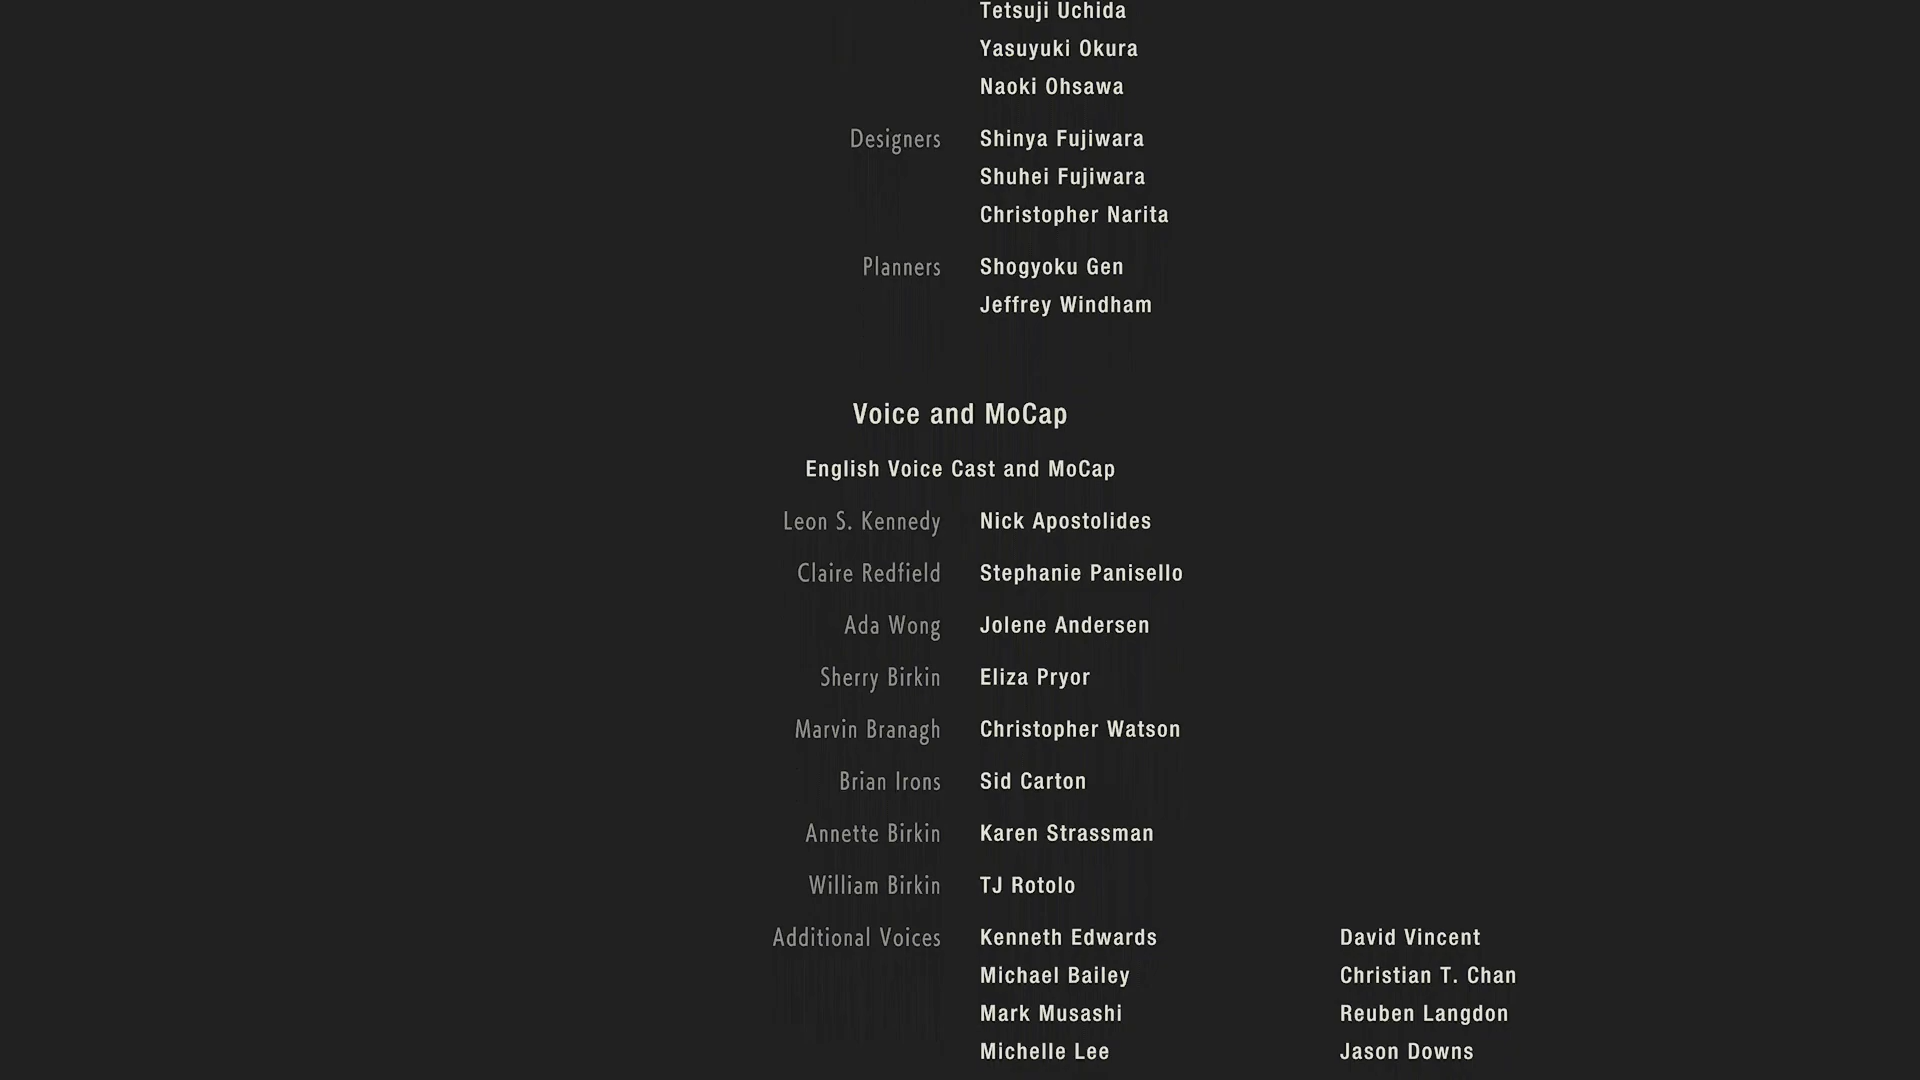 Tetsuji Uchida
Yasuyuki Okura
Naoki Ohsawa
Designers Shinya Fujiwara
Shuhei Fujiwara
Christopher Narita
Planners Shogyoku Gen
Jeffrey Windham
Voice and MoCap
English Voice Cast and MoCap
Leon S. Kennedy Nick Apostolides
Claire Redfield Stephanie Panisello
Ada Wong Jolene Andersen
Sherry Birkin Eliza Pryor
Marvin Branagh Christopher Watson
Brian Irons Sid Carton
Annette Birkin Karen Strassman
William Birkin TJ Rotolo
Additional Voices Kenneth Edwards David Vincent
Michael Bailey Christian T. Chan
Mark Musashi Reuben Langdon
Michelle Lee Jason Downs